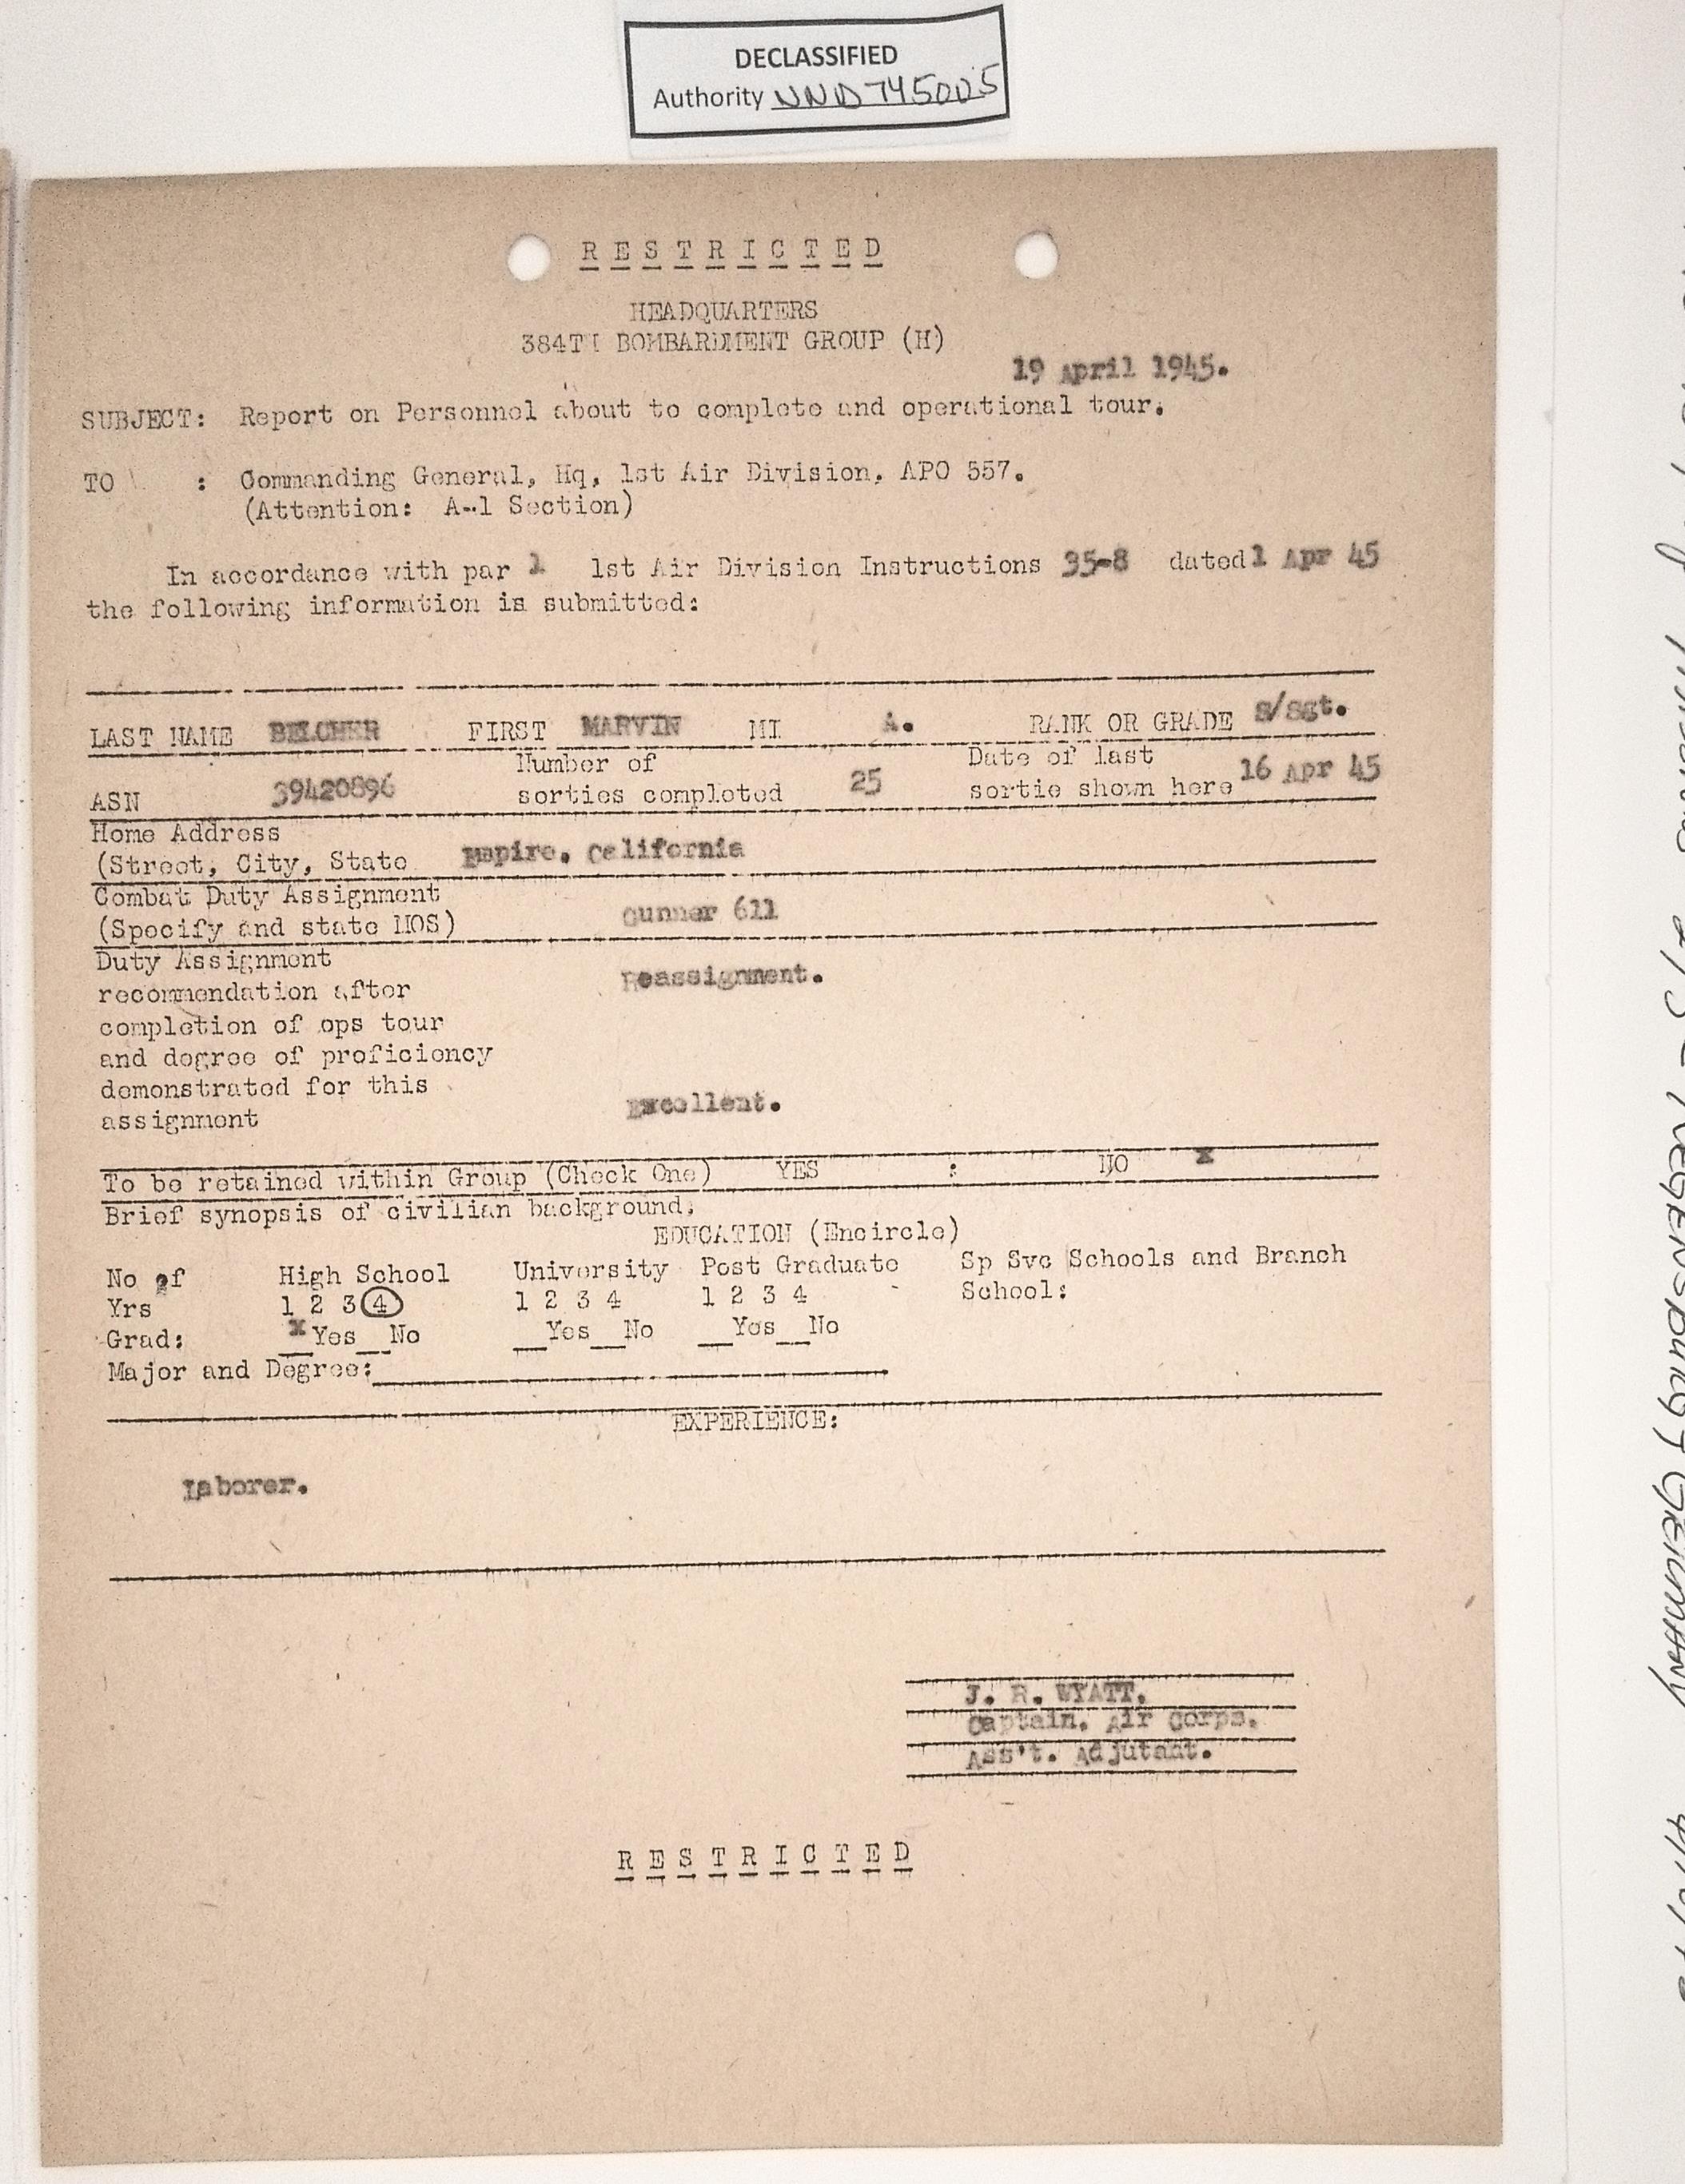 DECLASSIFIED
Authority NND 745005
RESTRICTED
HEADQUARTERS
384TH BOMBARDMENT GROUP (H)
19 April 1945.
SUBJECT: Report on Personnel about to complete and operational tour.
TO : Commanding General, Hq, 1st Air Division, APO 557.
(Attention: A-1 Section)
In accordance with par 1 1st Air Division Instructions 35-8 dated 1 Apr 45
the following information is submitted:
LAST NAME BELCHER FIRST MARVIN MI A. RANK OR GRADE S/Sgt.
ASN 39420896 Number of sorties completed 25 Date of last sortie shown here 16 Apr 45
Home Address
(Street, City, State Empire, California
Combat Duty Assignment
(Specify and state MOS) Gunner 611
Duty Assignment
recommendation after Reassignment.
completion of ops tour
and degree of proficiency
demonstrated for this
assignment Excellent.
To be retained within Group (Check One) YES : NO x
Brief synopsis of civilian background.
EDUCATION (Encircle)
No of High School University Post Graduate Sp Svc Schools and Branch
Yrs 1 2 3 4 1 2 3 4 1 2 3 4 School:
Grad: x Yes__No __Yes__No __Yes__No
Major and Degree:
EXPERIENCE:
Laborer.
J. R. WYATT,
Captain, Air Corps,
Ass't. Adjutant.
RESTRICTED
REGENSBURG, GERMANY